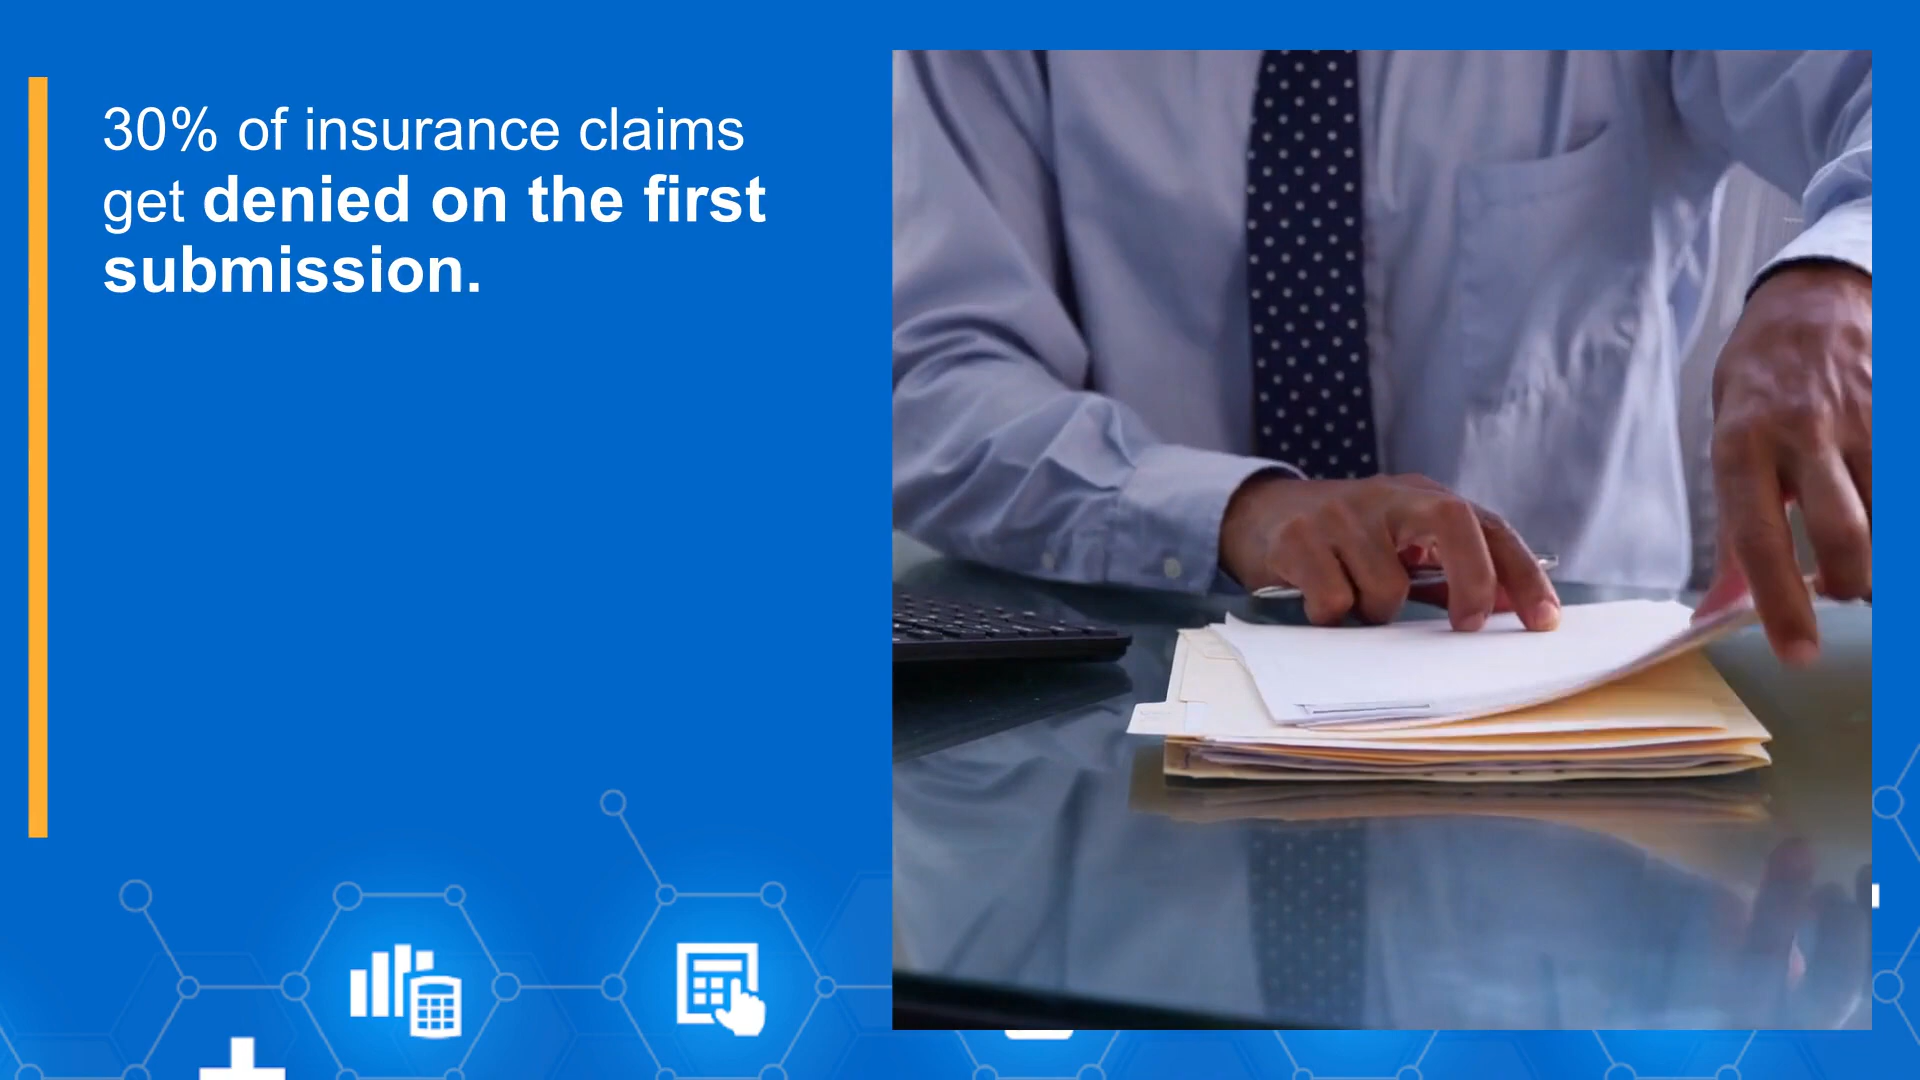 30% of insurance claims
get denied on the first
submission.